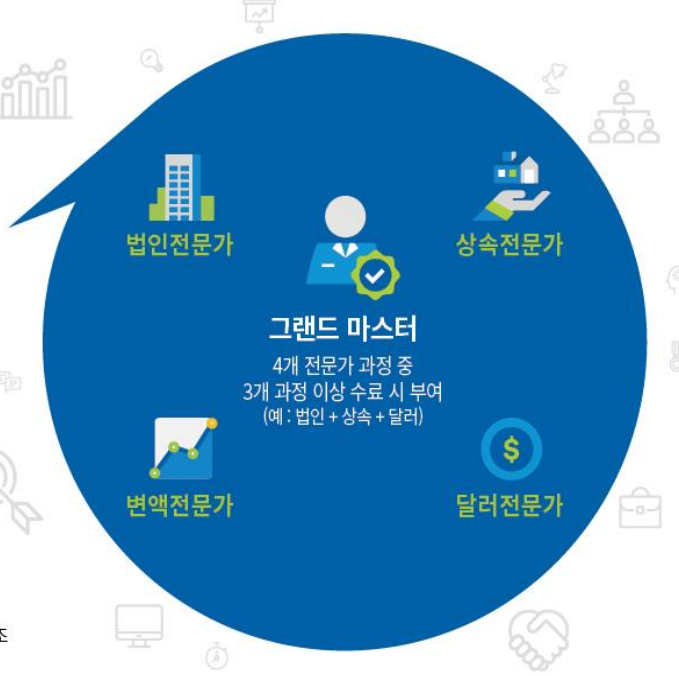 법인전문가
상속전문가
그랜드 마스터
4개 전문가 과정 중
3개 과정 이상 수료 시 부여
(예 : 법인 + 상속 + 달러)
변액전문가
$
달러전문가